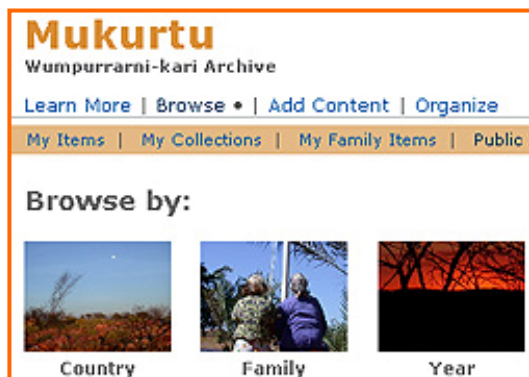 Mukurtu
Wumpurrarni-kari Archive
Learn More | Browse • | Add Content | Organize
My Items | My Collections | My Family Items | Public
Browse by:
Country Family Year